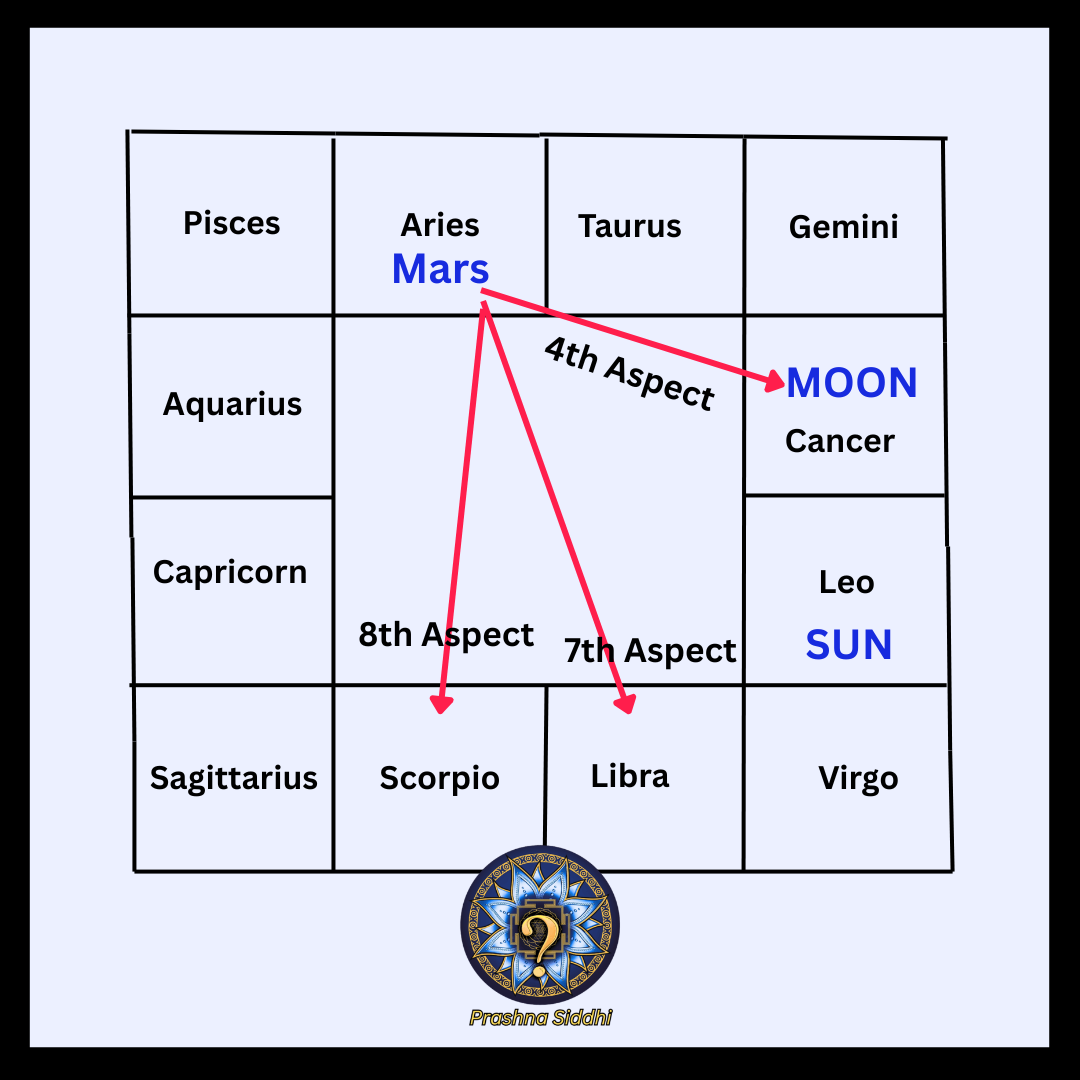 Pisces
Aries
Mars
Taurus
Gemini
4th Aspect
Aquarius
MOON
Cancer
Capricorn
Leo
SUN
8th Aspect
7th Aspect
Sagittarius
Scorpio
Libra
Virgo
?
Prashna Siddhi